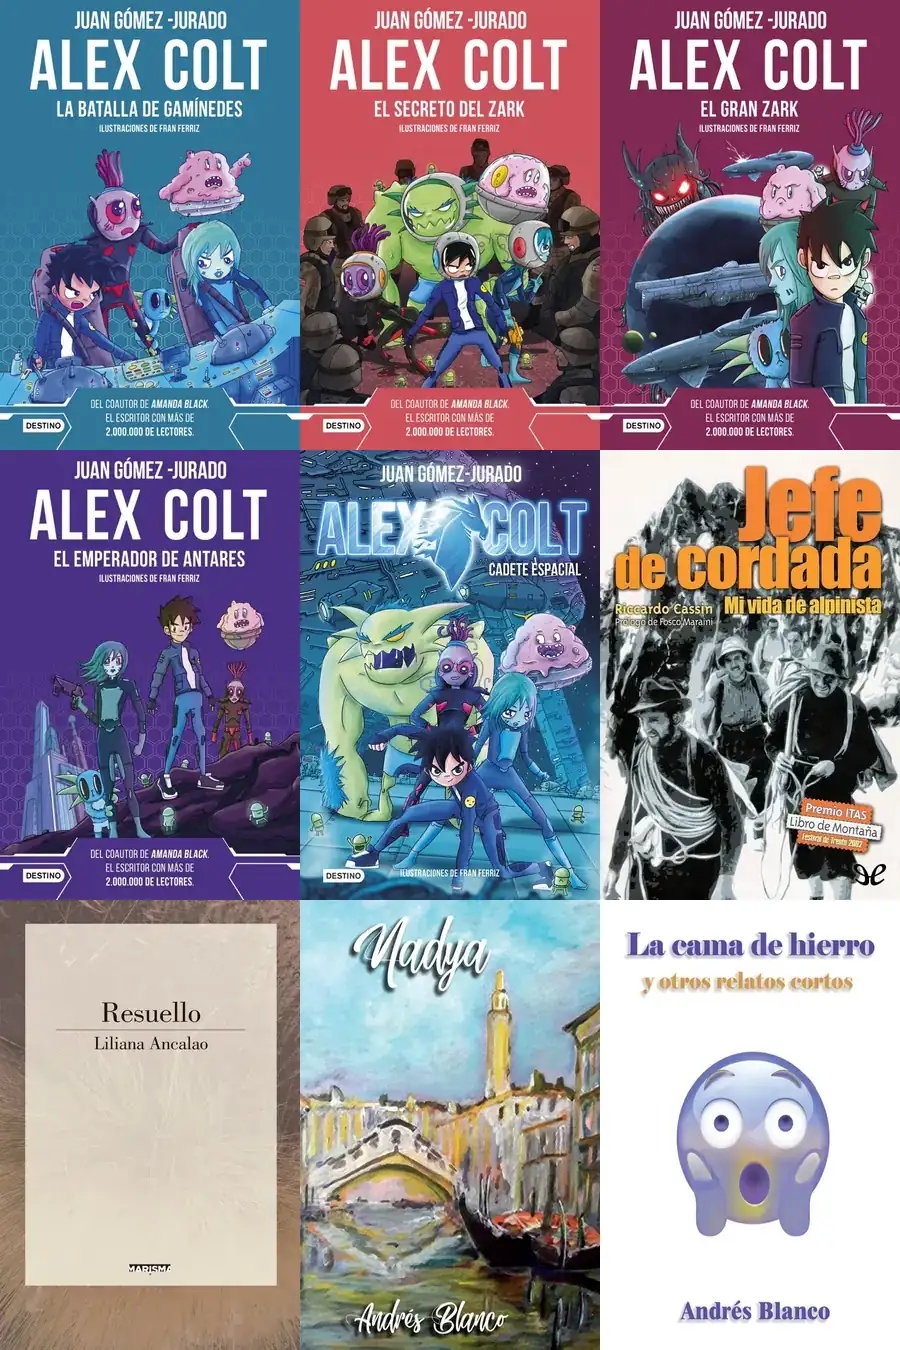 JUAN GÓMEZ -JURADO
ALEX COLT
LA BATALLA DE GAMÍNEDES
ILUSTRACIONES DE FRAN FERRIZ
DEL COAUTOR DE AMANDA BLACK.
EL ESCRITOR CON MÁS DE
2.000.000 DE LECTORES.
DESTINO
JUAN GÓMEZ -JURADO
ALEX COLT
EL SECRETO DEL ZARK
ILUSTRACIONES DE FRAN FERRIZ
DEL COAUTOR DE AMANDA BLACK.
EL ESCRITOR CON MÁS DE
2.000.000 DE LECTORES.
DESTINO
JUAN GÓMEZ -JURADO
ALEX COLT
EL GRAN ZARK
ILUSTRACIONES DE FRAN FERRIZ
DEL COAUTOR DE AMANDA BLACK.
EL ESCRITOR CON MÁS DE
2.000.000 DE LECTORES.
DESTINO
JUAN GÓMEZ -JURADO
ALEX COLT
EL EMPERADOR DE ANTARES
ILUSTRACIONES DE FRAN FERRIZ
DEL COAUTOR DE AMANDA BLACK.
EL ESCRITOR CON MÁS DE
2.000.000 DE LECTORES.
DESTINO
JUAN GÓMEZ-JURADO
ALEX COLT
CADETE ESPACIAL
ILUSTRACIONES DE FRAN FERRIZ
DESTINO
Jefe
de cordada
Riccardo Cassin
Mi vida de alpinista
Prólogo de Fosco Maraini
Premio ITAS
Libro de Montaña
Festival de Trento 2002
Resuello
Liliana Ancalao
MARISMA
Nadya
Andrés Blanco
La cama de hierro
y otros relatos cortos
Andrés Blanco